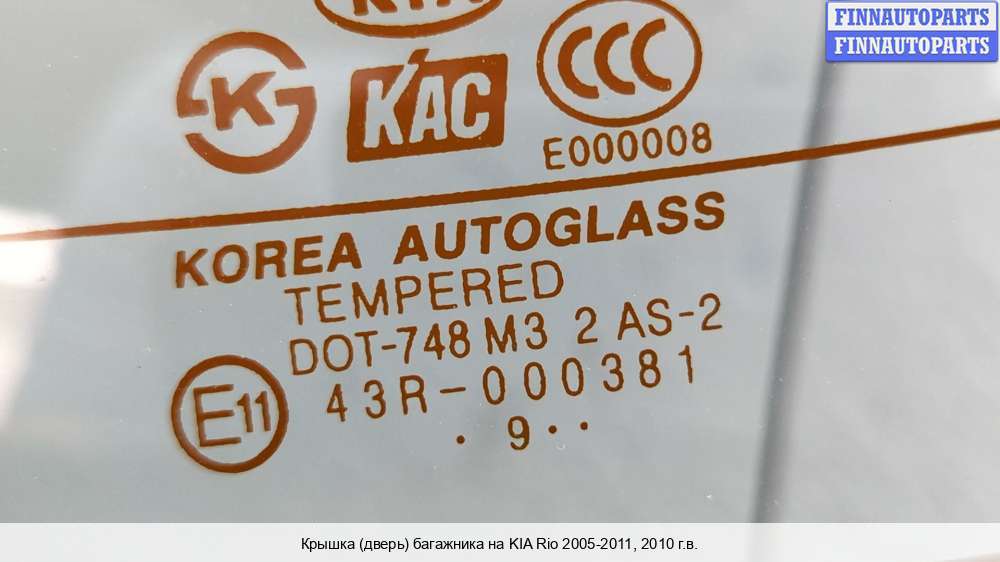 FINNAUTOPARTS
FINNAUTOPARTS
KIA
K
KAC
CCC
E000008
KOREA AUTOGLASS
TEMPERED
DOT-748 M3 2 AS-2
E11
43R-000381
. 9 . .
Крышка (дверь) багажника на KIA Rio 2005-2011, 2010 г.в.